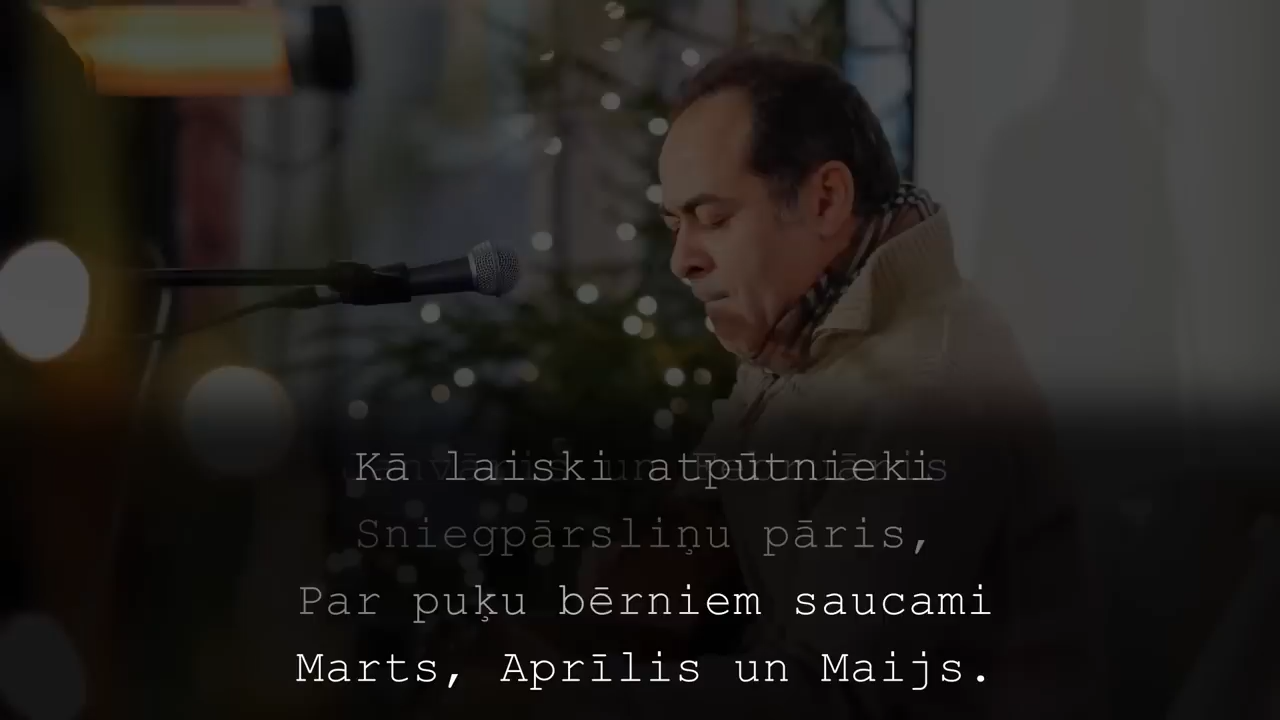 Kā laiski atpūtnieki
Sniegpārsliņu pāris,
Par puķu bērniem saucami
Marts, Aprīlis un Maijs.